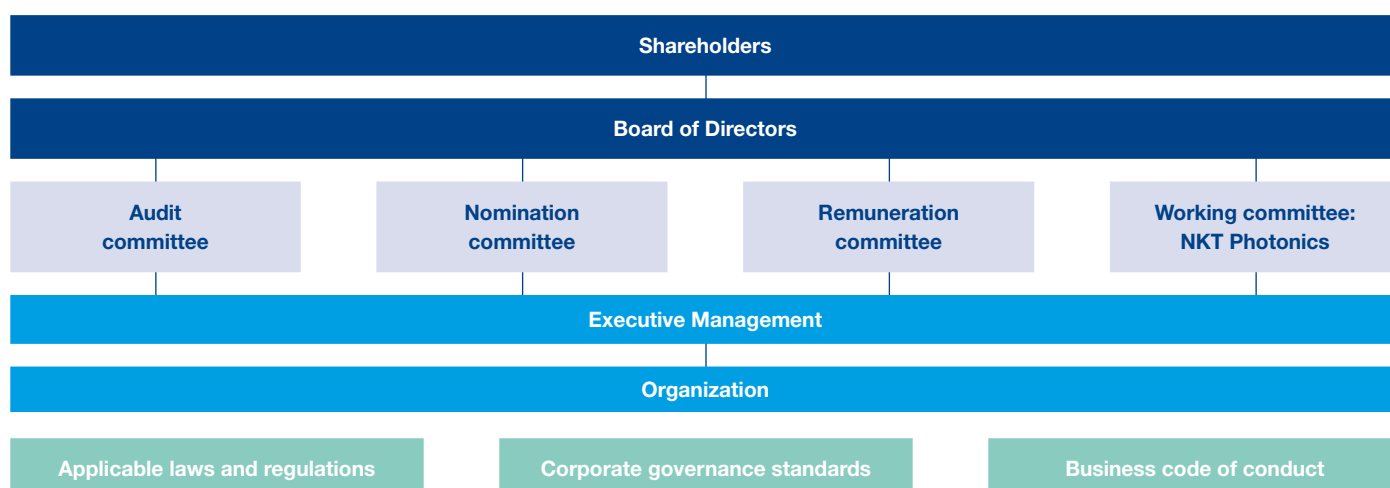 Shareholders
Board of Directors
Audit
committee
Nomination
committee
Remuneration
committee
Working committee:
NKT Photonics
Executive Management
Organization
Applicable laws and regulations
Corporate governance standards
Business code of conduct